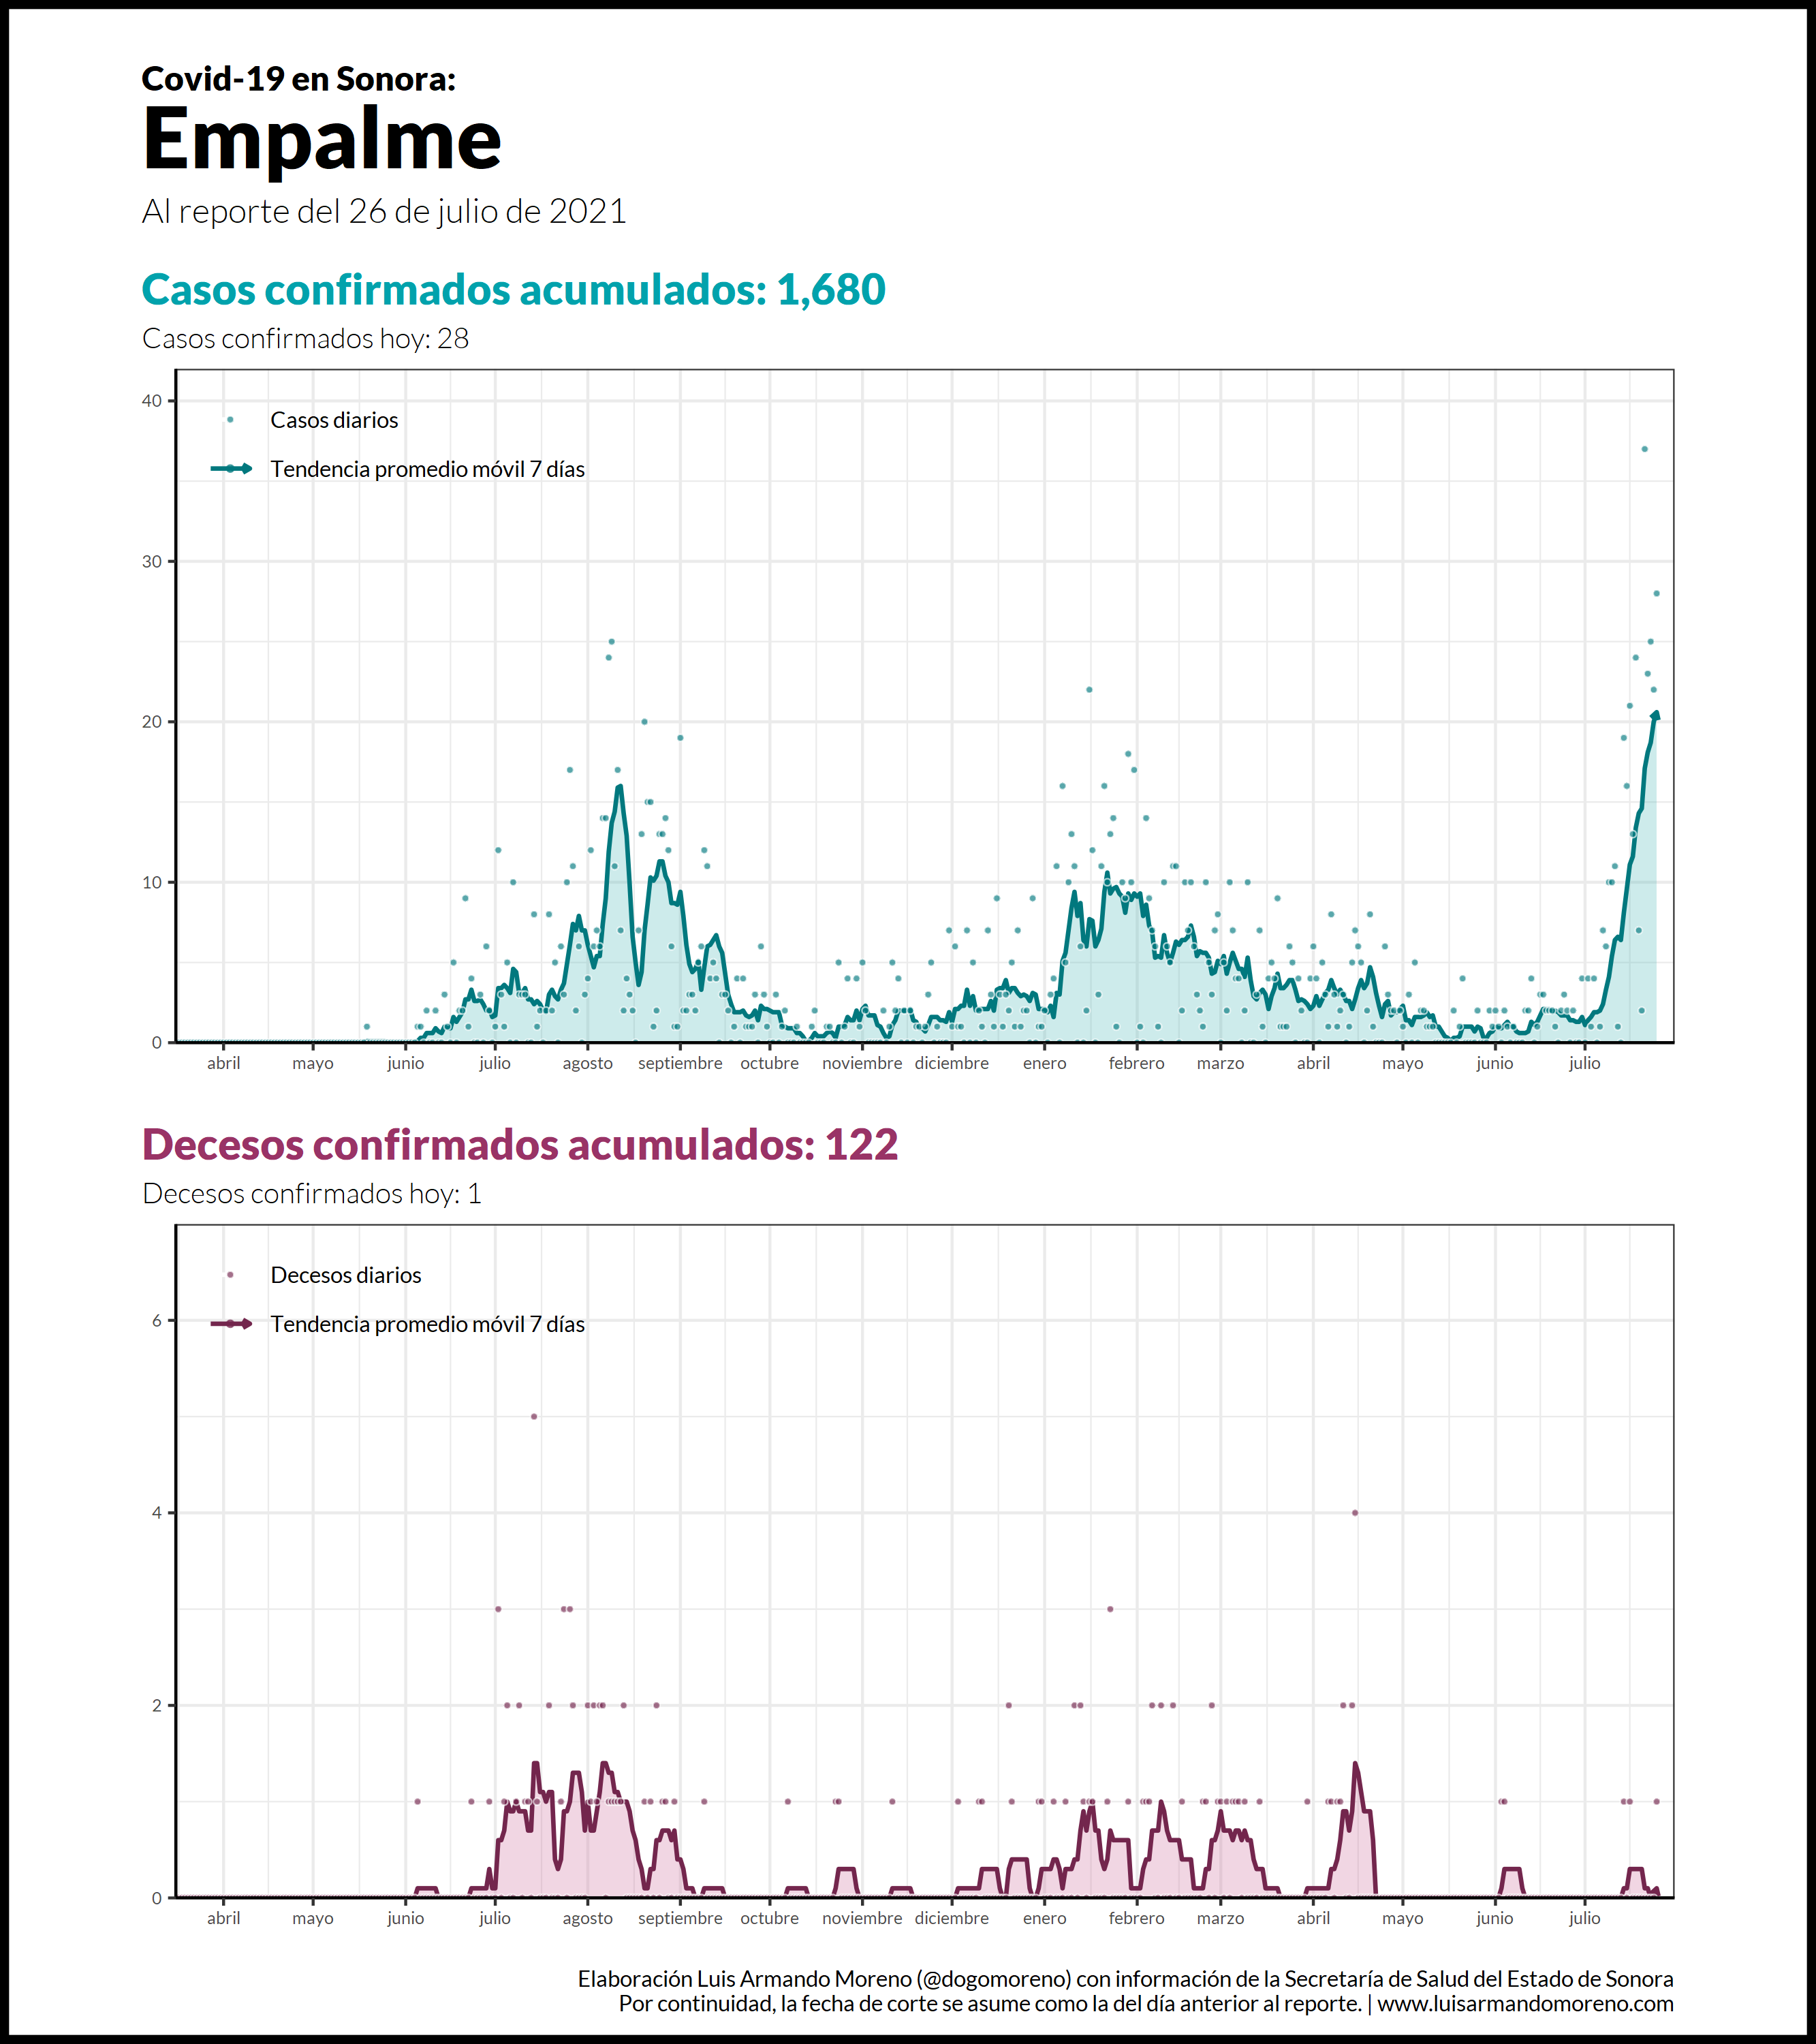 Covid-19 en Sonora:
Empalme
Al reporte del 26 de julio de 2021
Casos confirmados acumulados: 1,680
Casos confirmados hoy: 28
40
30
20
10
0
Casos diarios
Tendencia promedio móvil 7 días
abril mayo junio julio agosto septiembre octubre noviembre diciembre enero febrero marzo abril mayo junio julio
Decesos confirmados acumulados: 122
Decesos confirmados hoy: 1
6
4
2
0
Decesos diarios
Tendencia promedio móvil 7 días
abril mayo junio julio agosto septiembre octubre noviembre diciembre enero febrero marzo abril mayo junio julio
Elaboración Luis Armando Moreno (@dogomoreno) con información de la Secretaría de Salud del Estado de Sonora
Por continuidad, la fecha de corte se asume como la del día anterior al reporte. | www.luisarmandomoreno.com